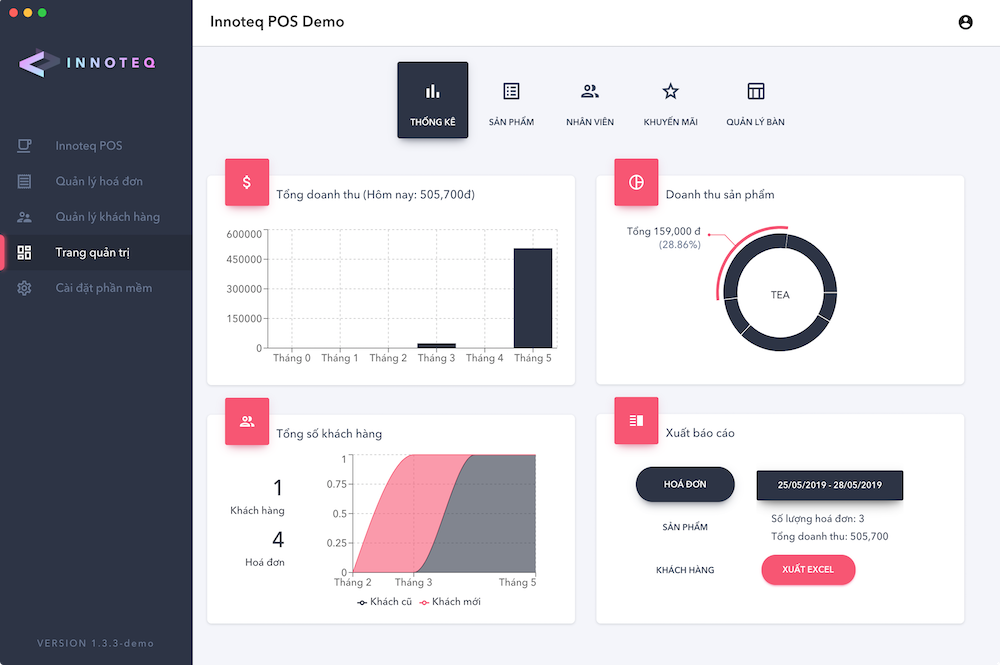 Innoteq POS Demo
INNOTEQ
Innoteq POS
Quản lý hoá đơn
Quản lý khách hàng
Trang quản trị
Cài đặt phần mềm
VERSION 1.3.3-demo
THỐNG KÊ
SẢN PHẨM
NHÂN VIÊN
KHUYẾN MÃI
QUẢN LÝ BÀN
$
Tổng doanh thu (Hôm nay: 505,700đ)
600000
450000
300000
150000
0
Tháng 0 Tháng 1 Tháng 2 Tháng 3 Tháng 4 Tháng 5
Doanh thu sản phẩm
Tổng 159,000 đ
(28.86%)
TEA
Tổng số khách hàng
1
Khách hàng
4
Hoá đơn
1
0.75
0.5
0.25
0
Tháng 2 Tháng 3 Tháng 5
Khách cũ Khách mới
Xuất báo cáo
HOÁ ĐƠN
SẢN PHẨM
KHÁCH HÀNG
25/05/2019 - 28/05/2019
Số lượng hoá đơn: 3
Tổng doanh thu: 505,700
XUẤT EXCEL